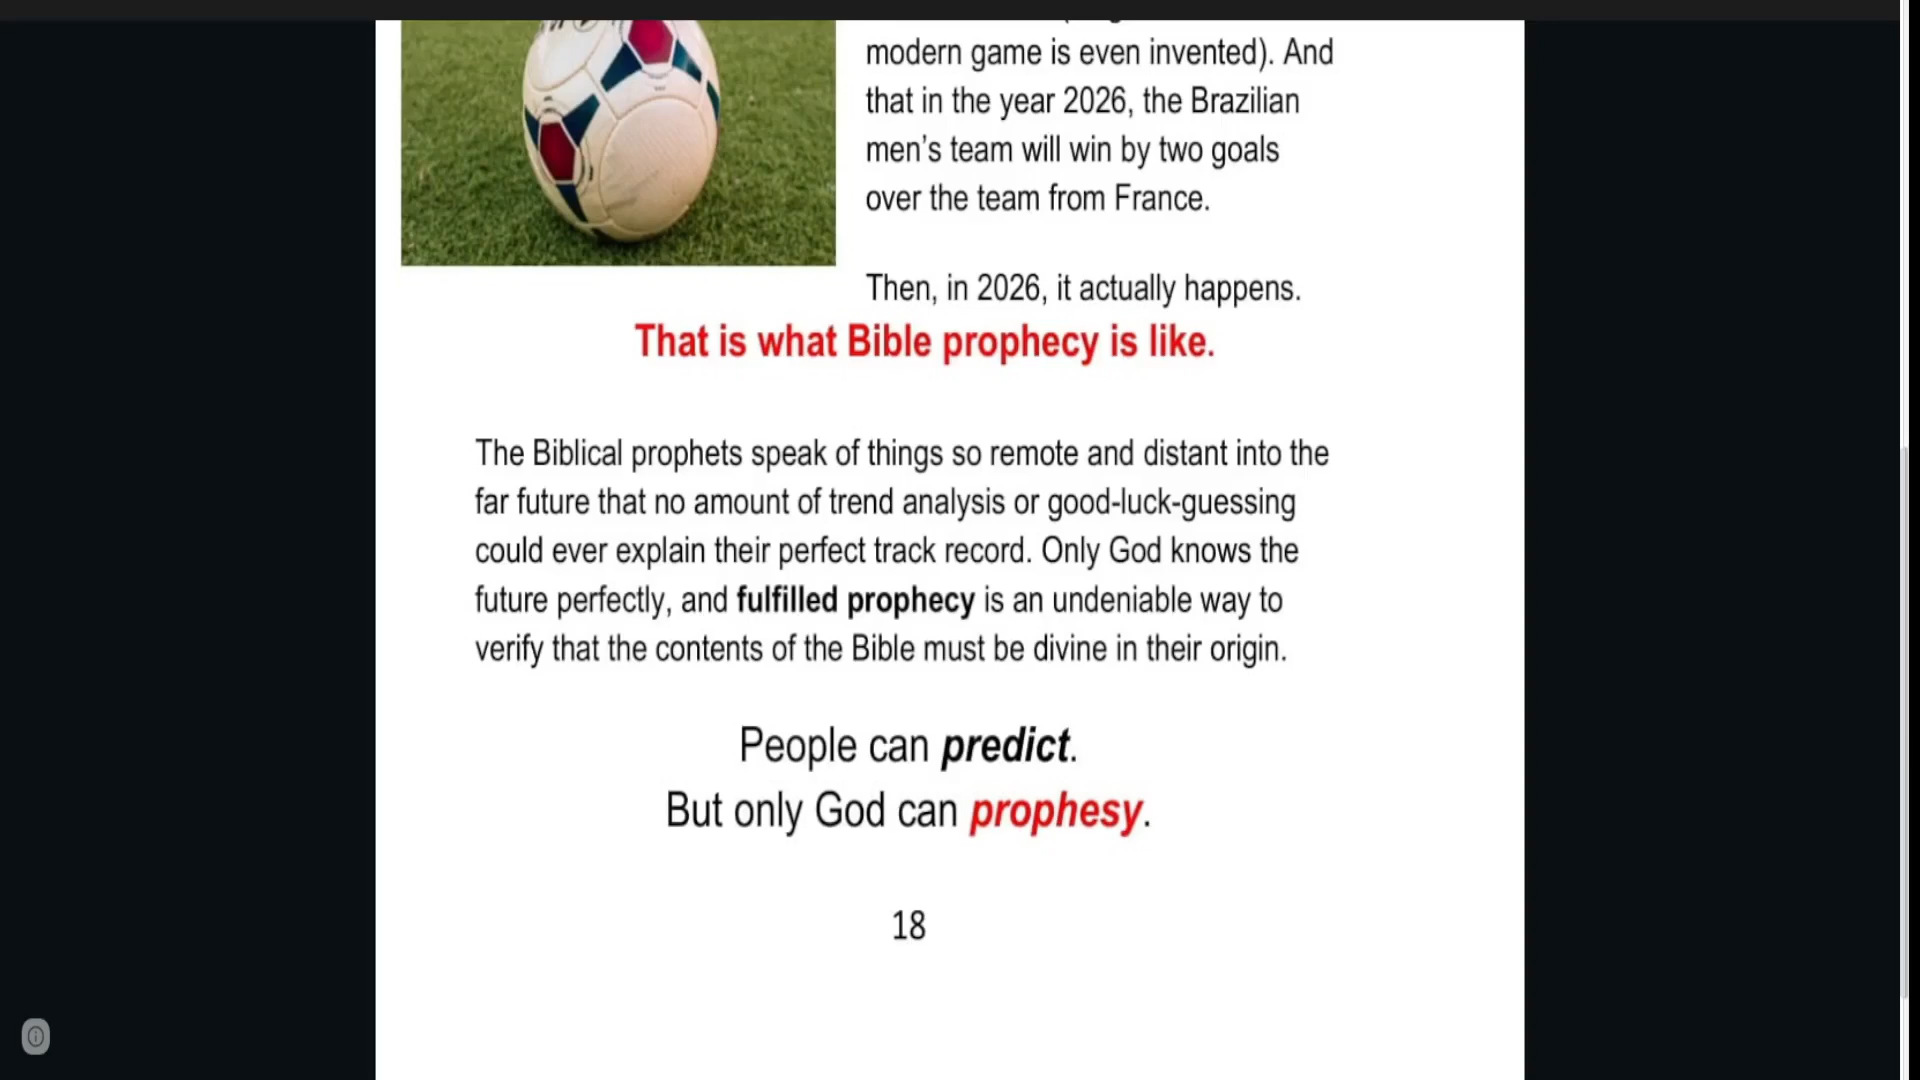 modern game is even invented). And
that in the year 2026, the Brazilian
men's team will win by two goals
over the team from France.
Then, in 2026, it actually happens.
That is what Bible prophecy is like.
The Biblical prophets speak of things so remote and distant into the
far future that no amount of trend analysis or good-luck-guessing
could ever explain their perfect track record. Only God knows the
future perfectly, and fulfilled prophecy is an undeniable way to
verify that the contents of the Bible must be divine in their origin.
People can predict.
But only God can prophesy.
18